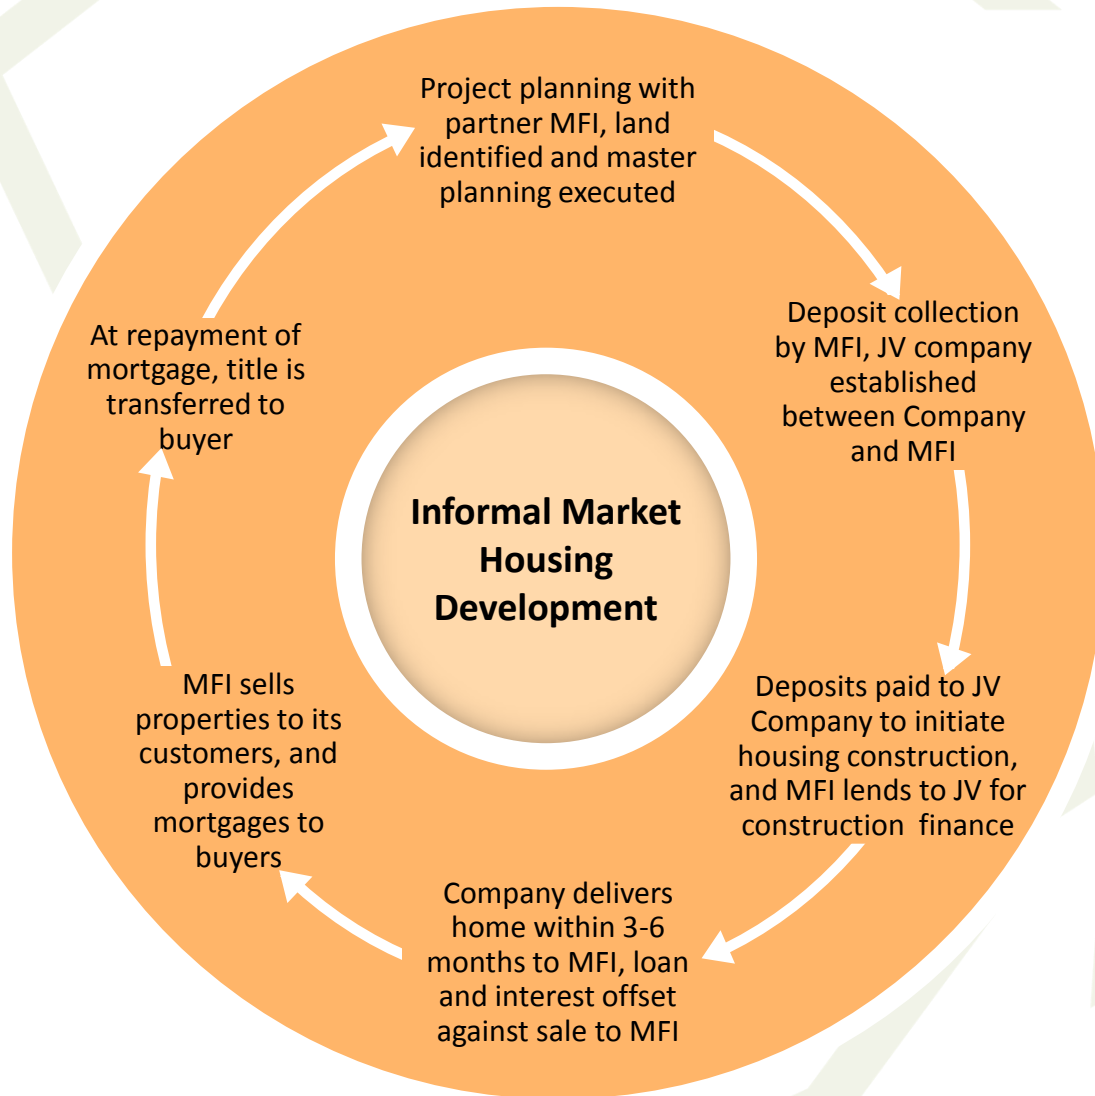 Project planning with
partner MFI, land
identified and master
planning executed
Deposit collection
by MFI, JV company
established
between Company
and MFI
Deposits paid to JV
Company to initiate
housing construction,
and MFI lends to JV for
construction finance
Company delivers
home within 3-6
months to MFI, loan
and interest offset
against sale to MFI
MFI sells
properties to its
customers, and
provides
mortgages to
buyers
At repayment of
mortgage, title is
transferred to
buyer
Informal Market
Housing
Development